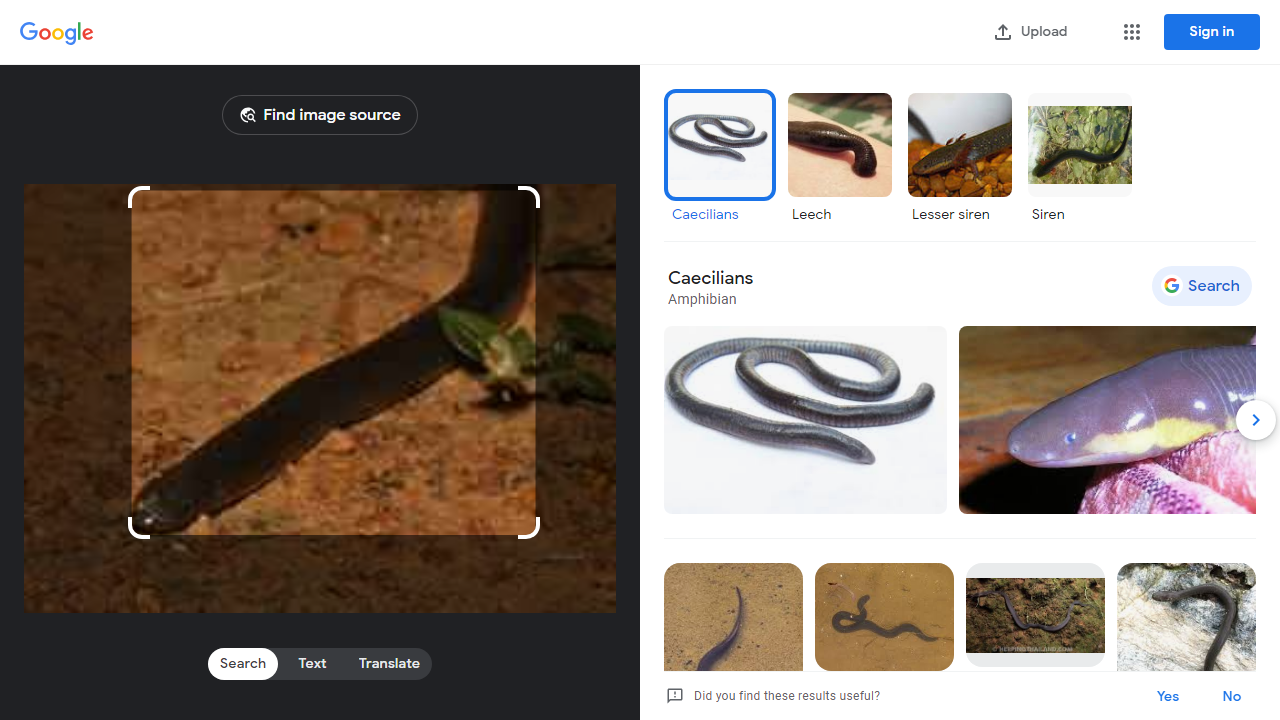 Google
Upload
Sign in
Find image source
Search
Text
Translate
Caecilians
Leech
Lesser siren
Siren
Caecilians
Amphibian
Search
Did you find these results useful?
Yes
No